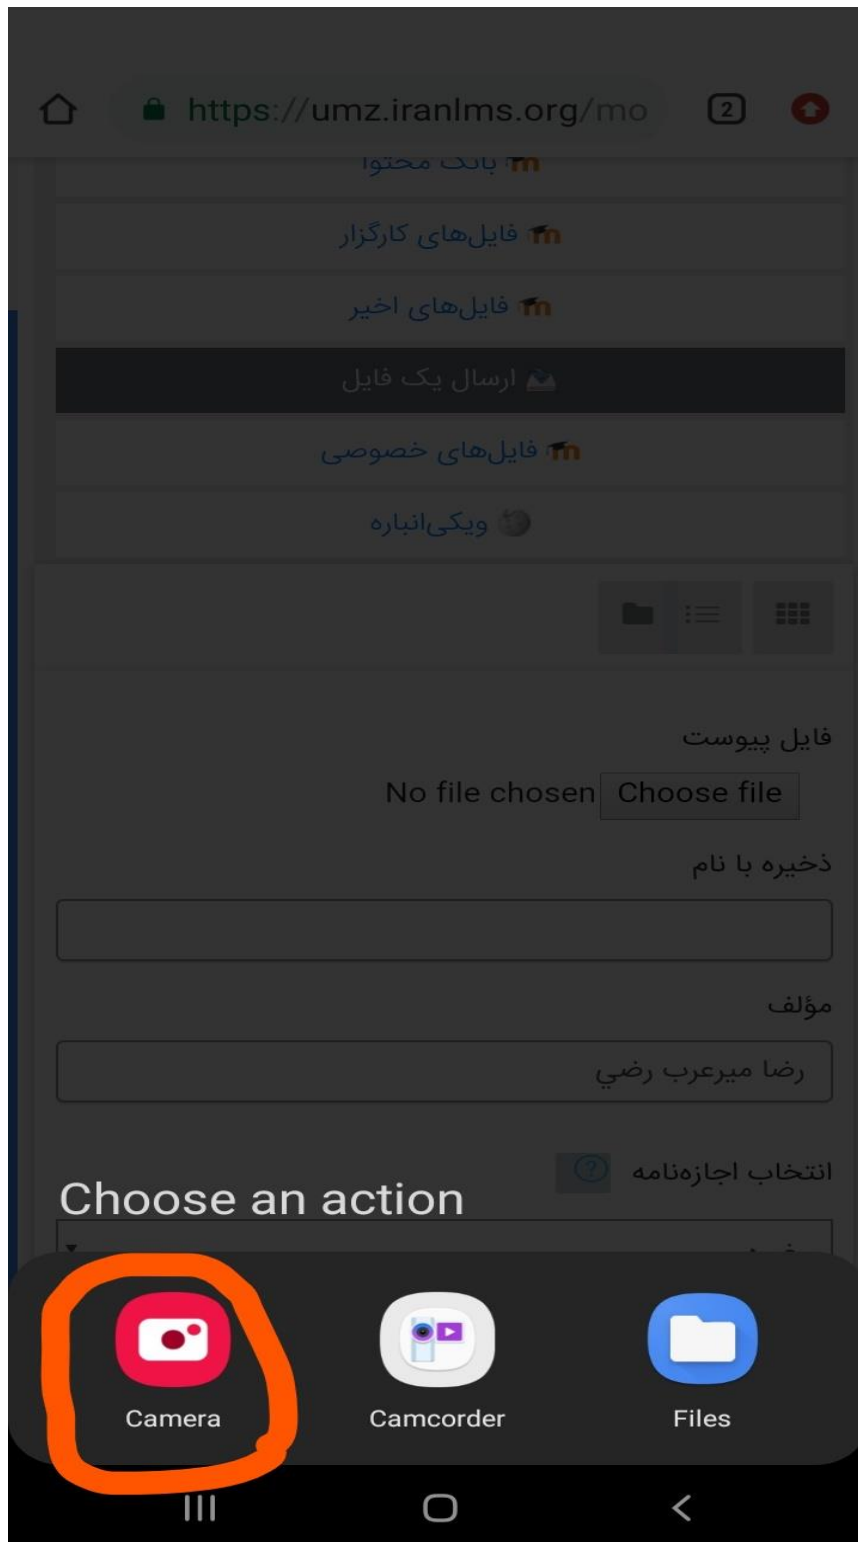 https://umz.iranlms.org/mo
2
بانک محتوا
فایل‌های کارگزار
فایل‌های اخیر
ارسال یک فایل
فایل‌های خصوصی
ویکی‌انباره
فایل پیوست
Choose file No file chosen
ذخیره با نام
مؤلف
رضا ميرعرب رضي
انتخاب اجازه‌نامه
Choose an action
Camera
Camcorder
Files